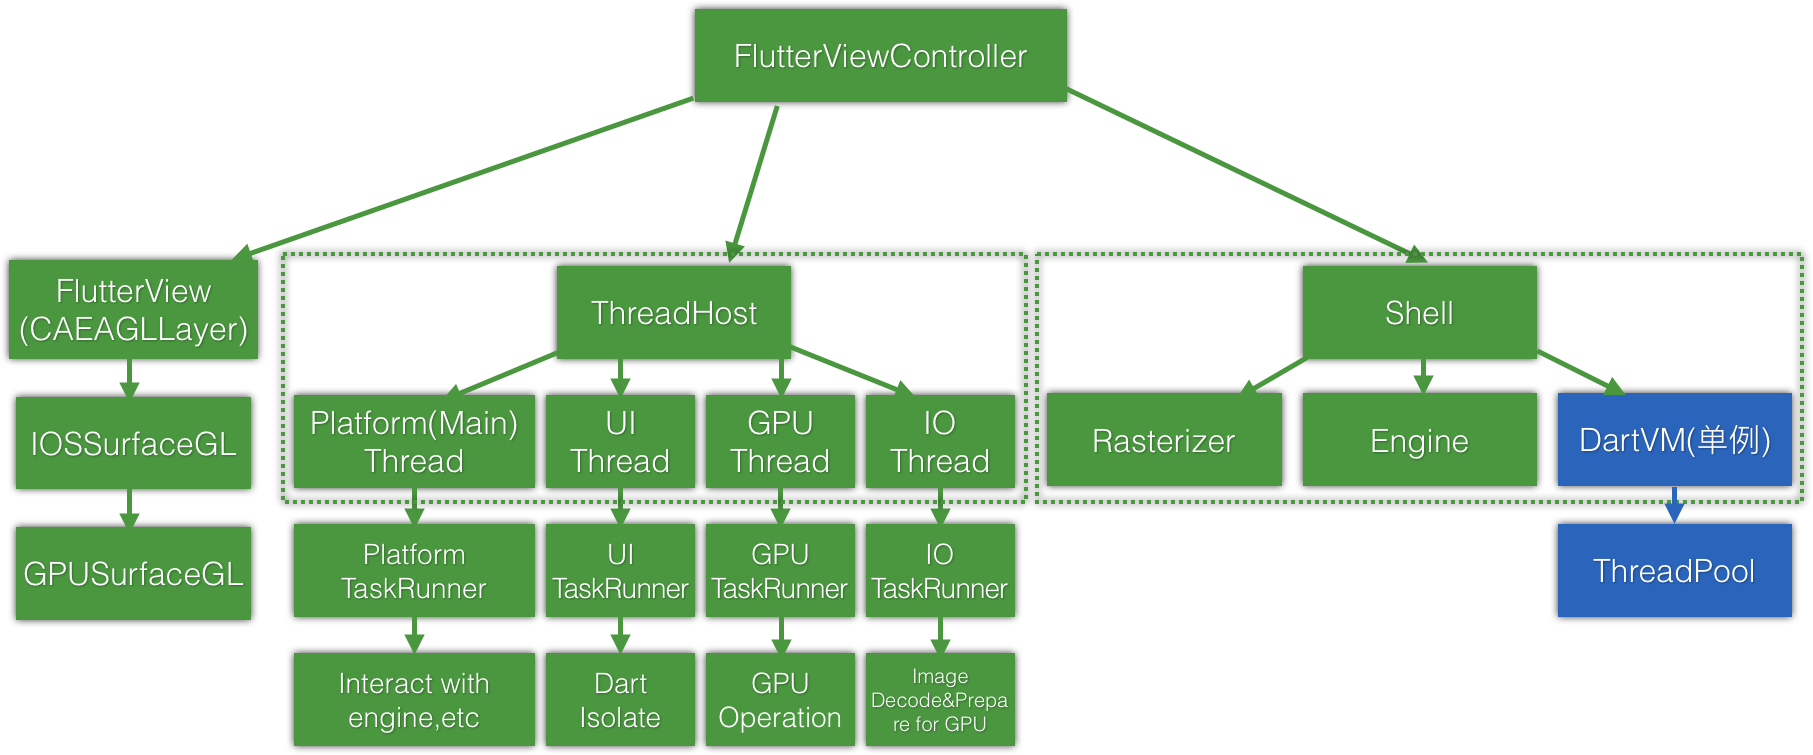 FlutterViewController
FlutterView
(CAEAGLLayer)
ThreadHost
Shell
IOSSurfaceGL
Platform(Main)
Thread
UI
Thread
GPU
Thread
IO
Thread
Rasterizer
Engine
DartVM(单例)
GPUSurfaceGL
Platform
TaskRunner
UI
TaskRunner
GPU
TaskRunner
IO
TaskRunner
ThreadPool
Interact with
engine,etc
Dart
Isolate
GPU
Operation
Image
Decode&Prepa
re for GPU